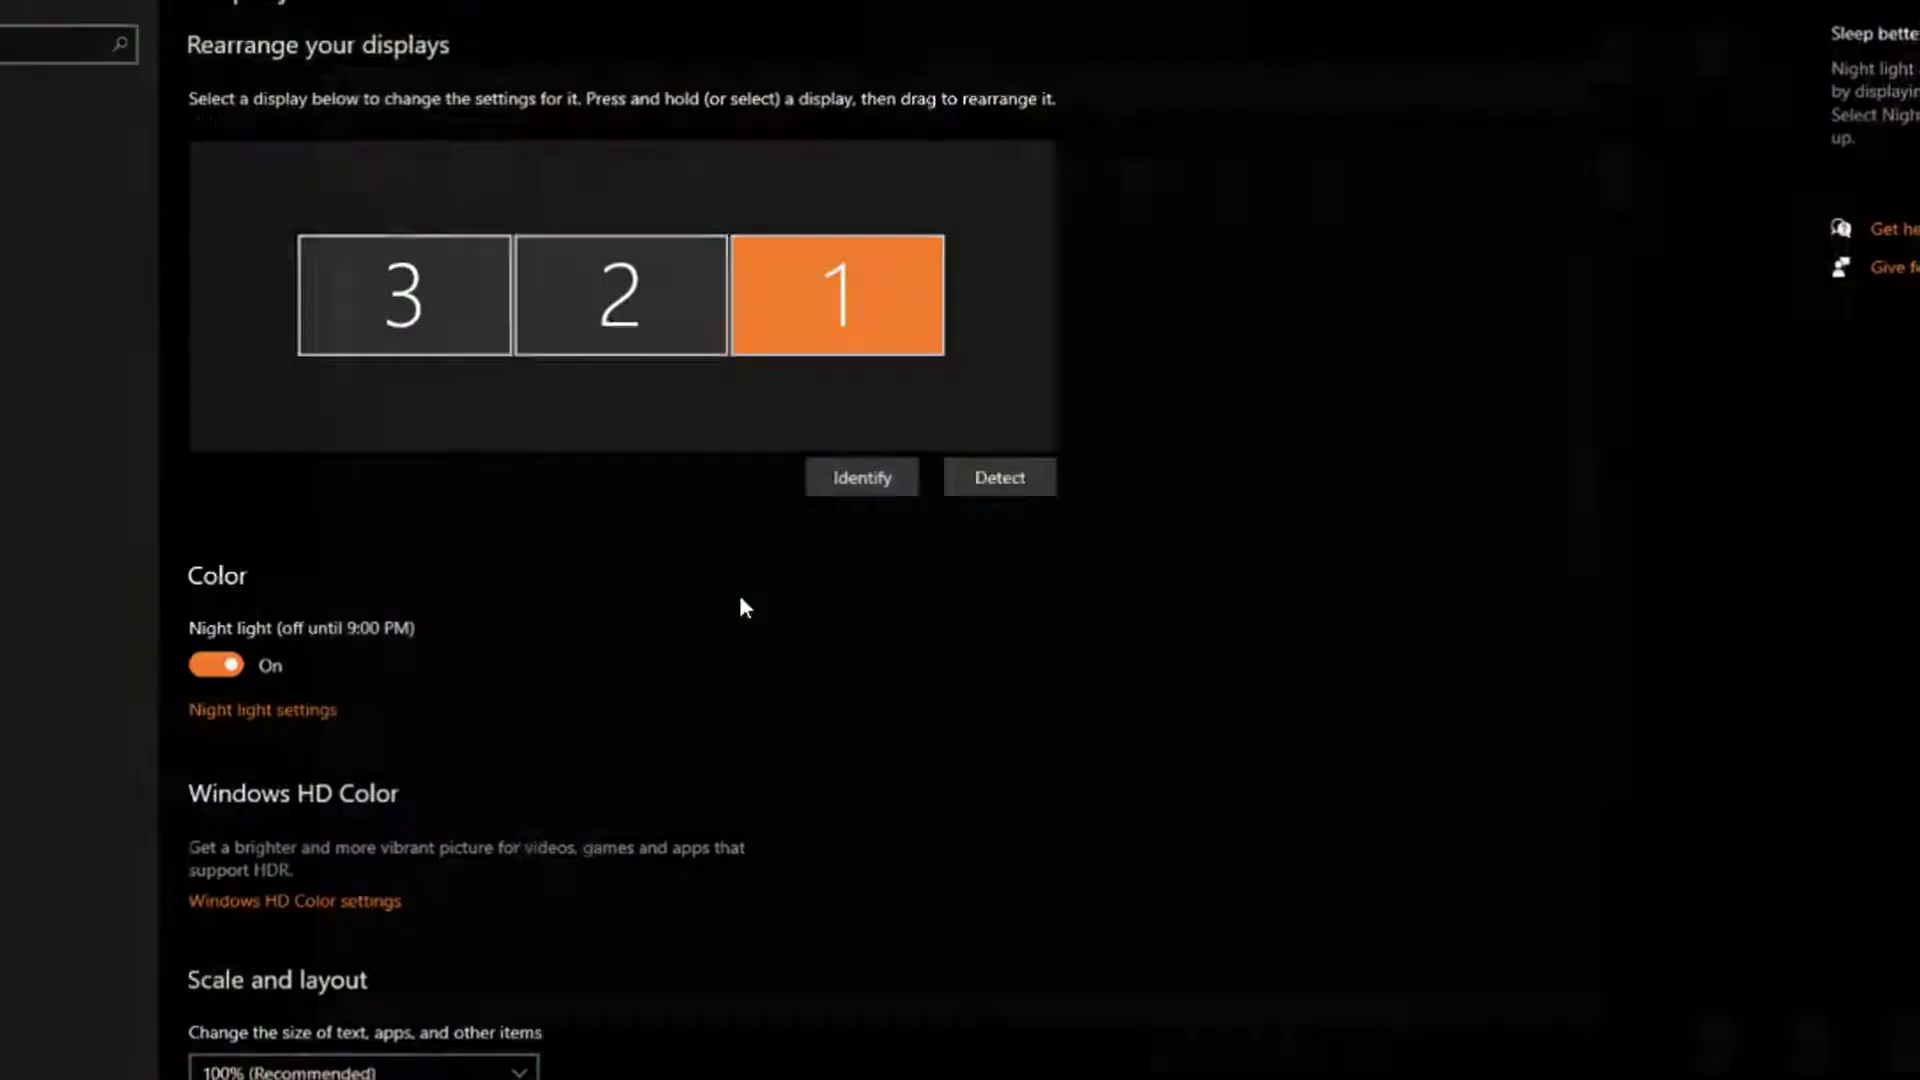 Rearrange your displays
Select a display below to change the settings for it. Press and hold (or select) a display, then drag to rearrange it.
3 2 1
Identify Detect
Color
Night light (off until 9:00 PM)
On
Night light settings
Windows HD Color
Get a brighter and more vibrant picture for videos, games and apps that
support HDR.
Windows HD Color settings
Scale and layout
Change the size of text, apps, and other items
100% (Recommended)
Sleep bette
Night light
by displayin
Select Nigh
up.
Get he
Give fe